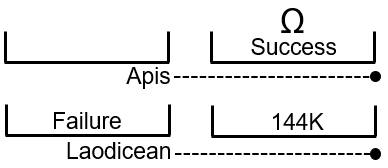 Ω
Success
Apis
Failure 144K
Laodicean